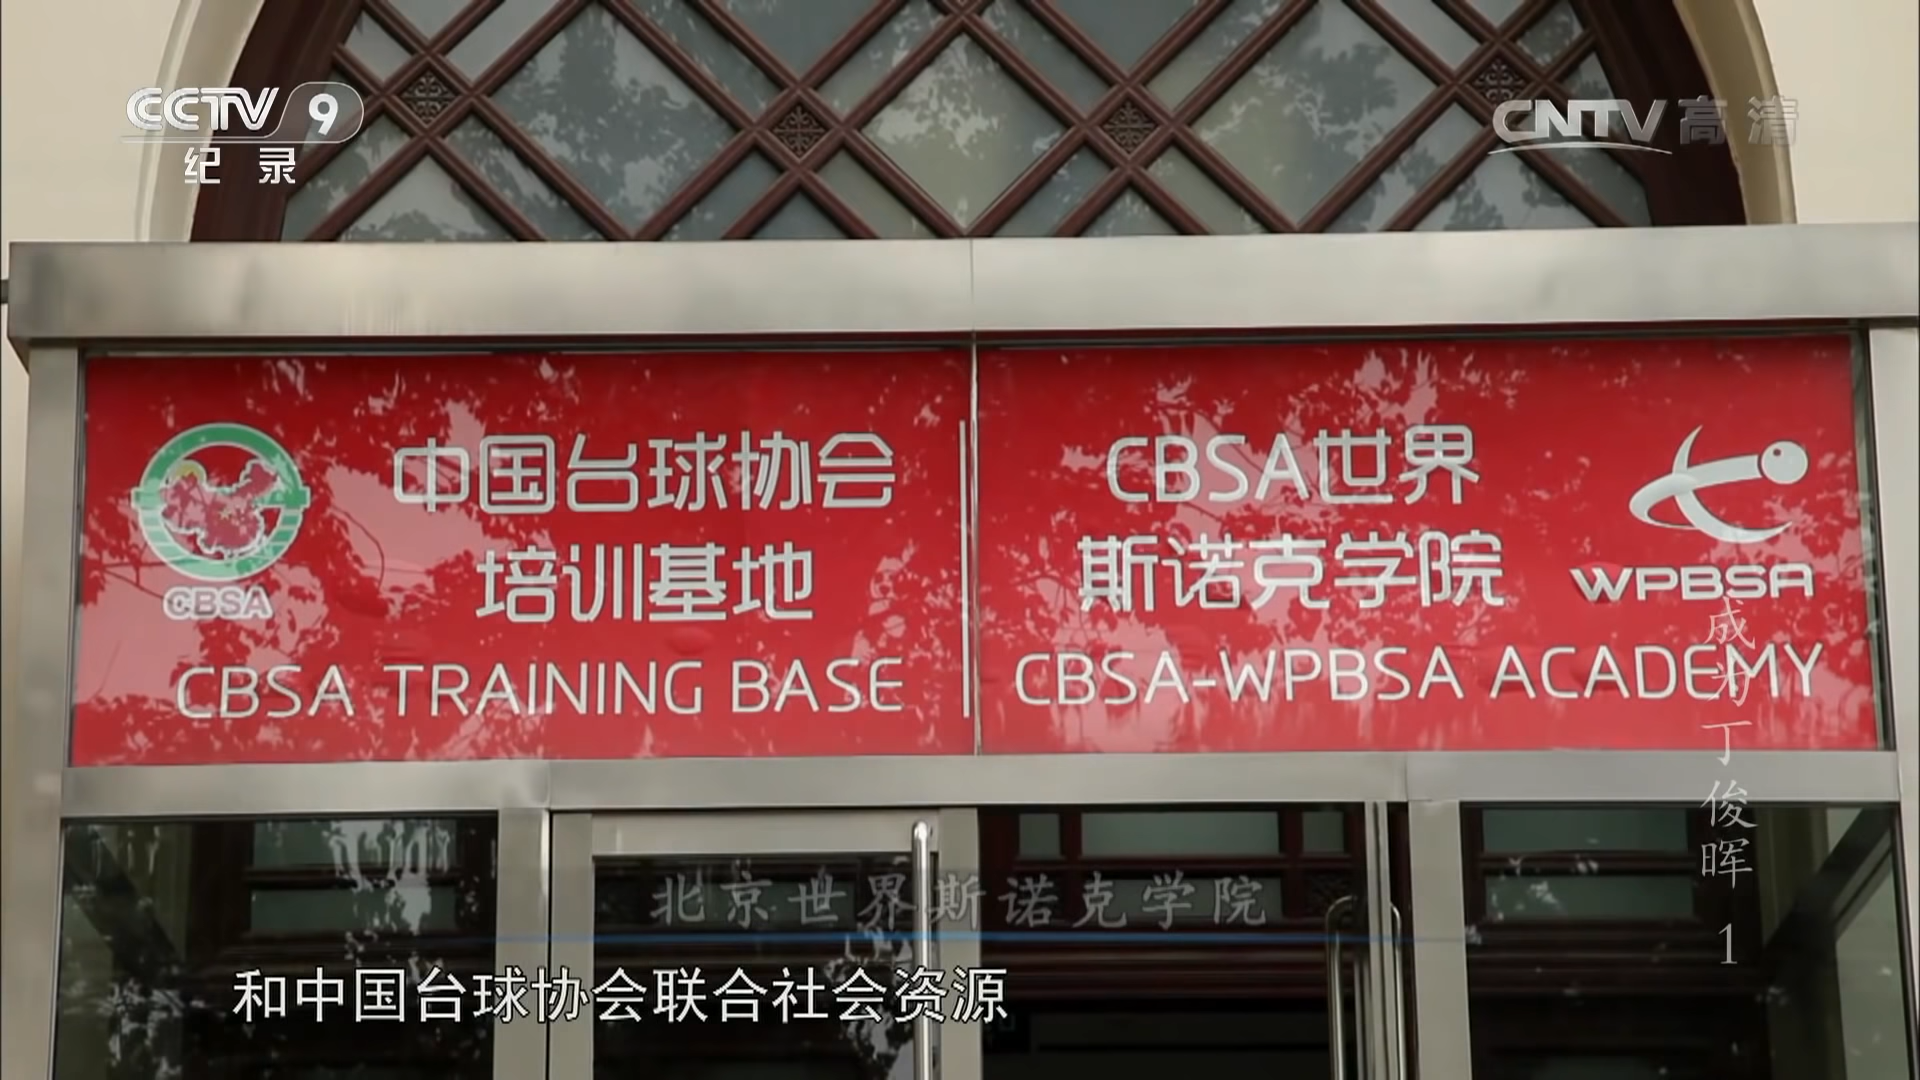 CCTV 9
纪录
CNTV 高清
中国台球协会
培训基地
CBSA TRAINING BASE
CBSA
CBSA世界
斯诺克学院
CBSA-WPBSA ACADEMY
WPBSA
成为丁俊晖 1
北京世界斯诺克学院
和中国台球协会联合社会资源